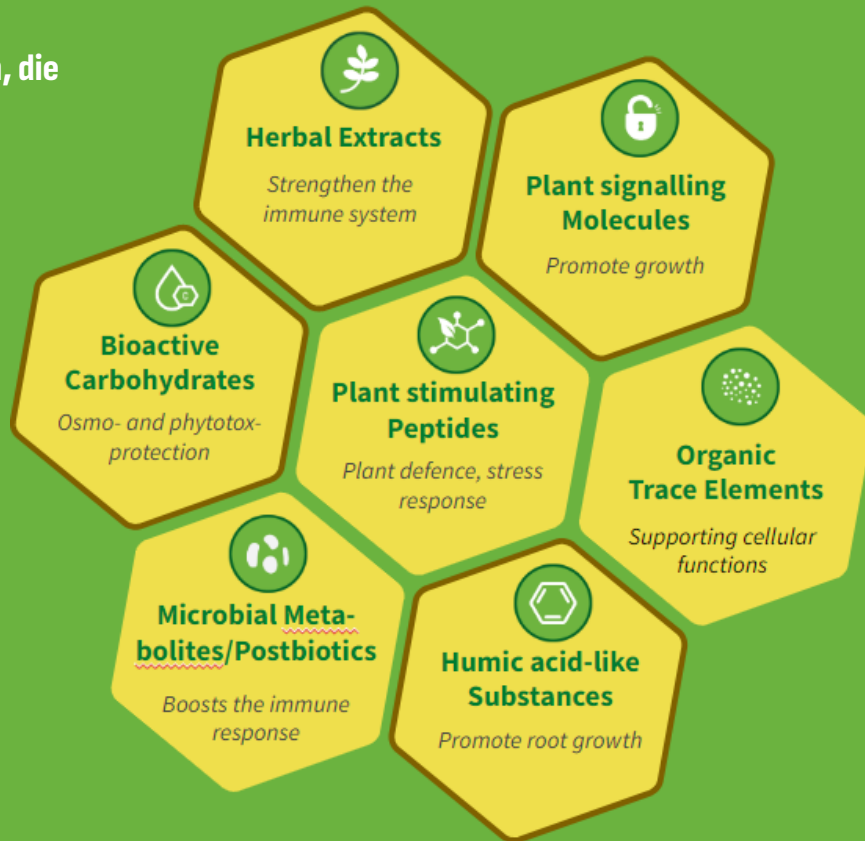 , die
Herbal Extracts
Strengthen the
immune system
Plant signalling
Molecules
Promote growth
Bioactive
Carbohydrates
Osmo- and phytotox-
protection
Plant stimulating
Peptides
Plant defence, stress
response
Organic
Trace Elements
Supporting cellular
functions
Microbial Meta-
bolites/Postbiotics
Boosts the immune
response
Humic acid-like
Substances
Promote root growth